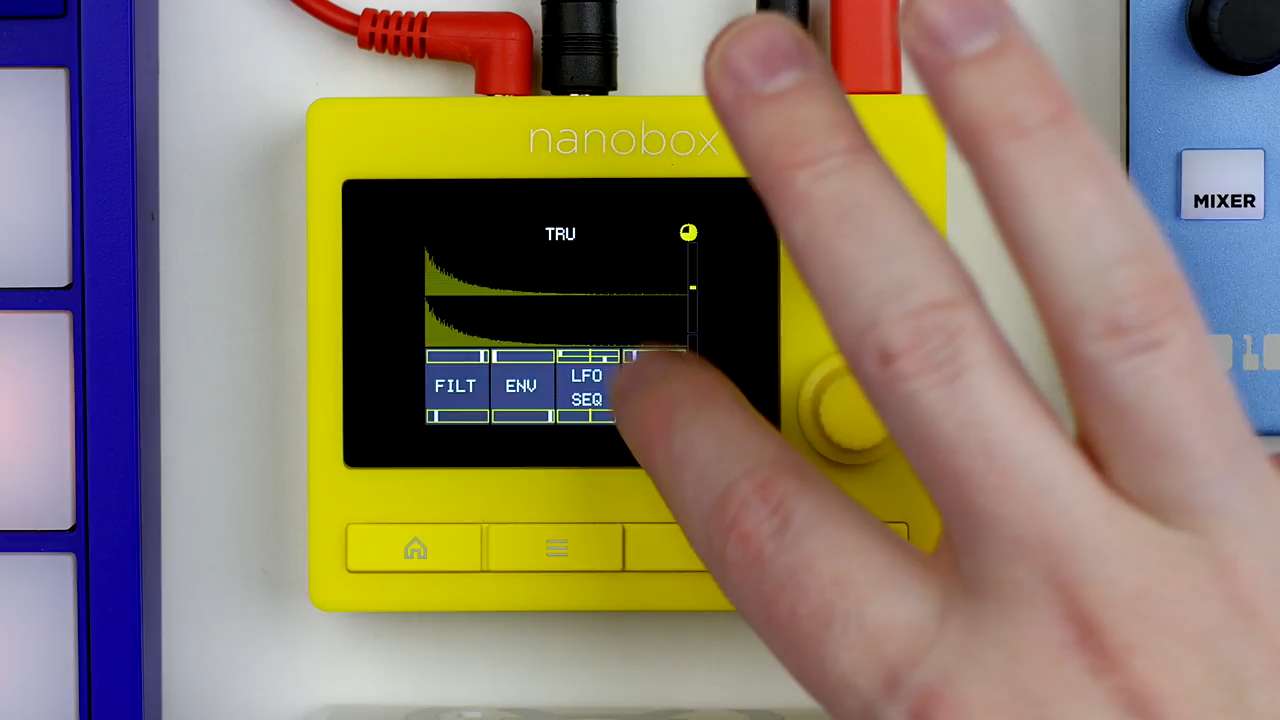 nanobox
MIXER
TRU
FILT
ENV
LFO
SEQ